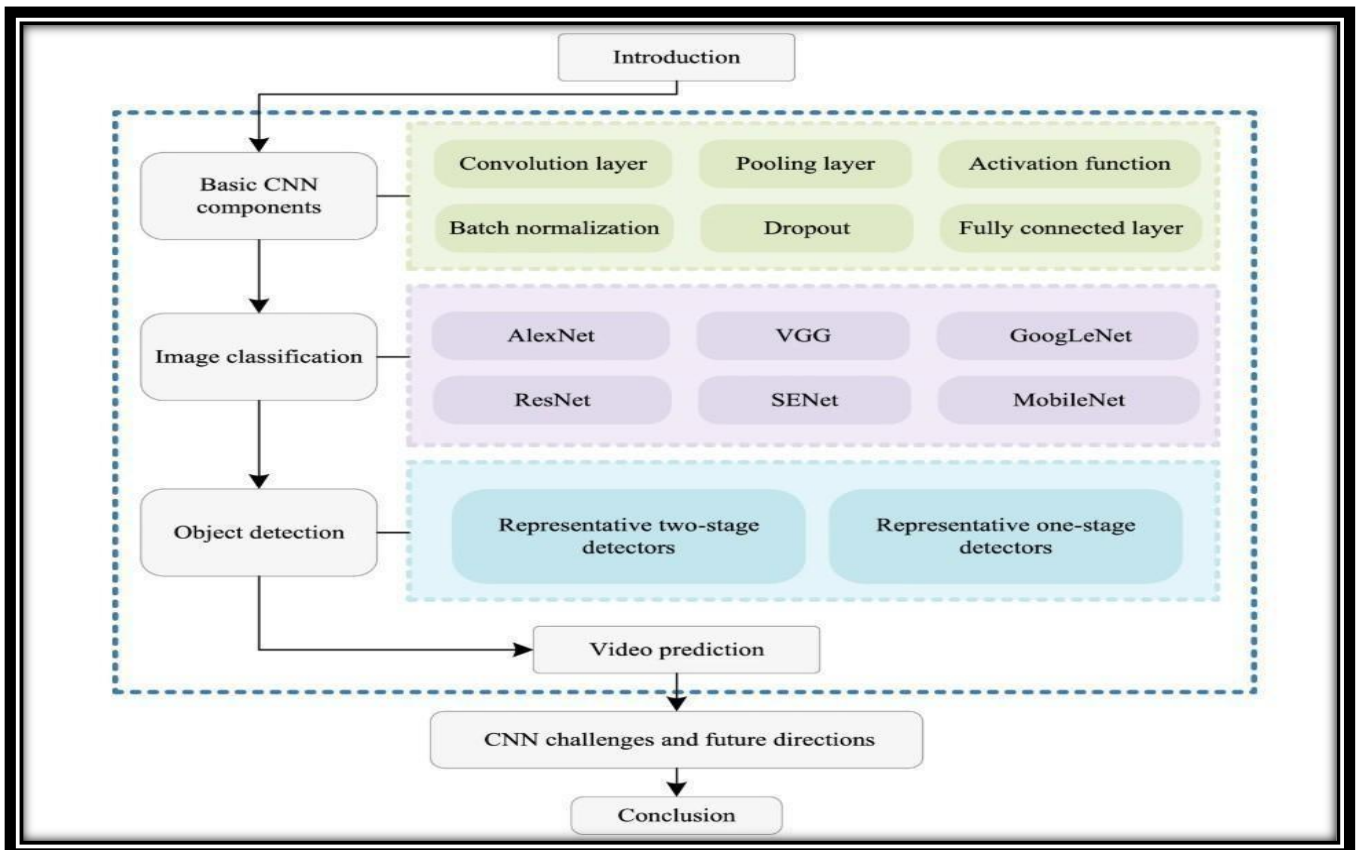 Introduction
Basic CNN
components
Convolution layer
Pooling layer
Activation function
Batch normalization
Dropout
Fully connected layer
Image classification
AlexNet
VGG
GoogLeNet
ResNet
SENet
MobileNet
Object detection
Representative two-stage
detectors
Representative one-stage
detectors
Video prediction
CNN challenges and future directions
Conclusion